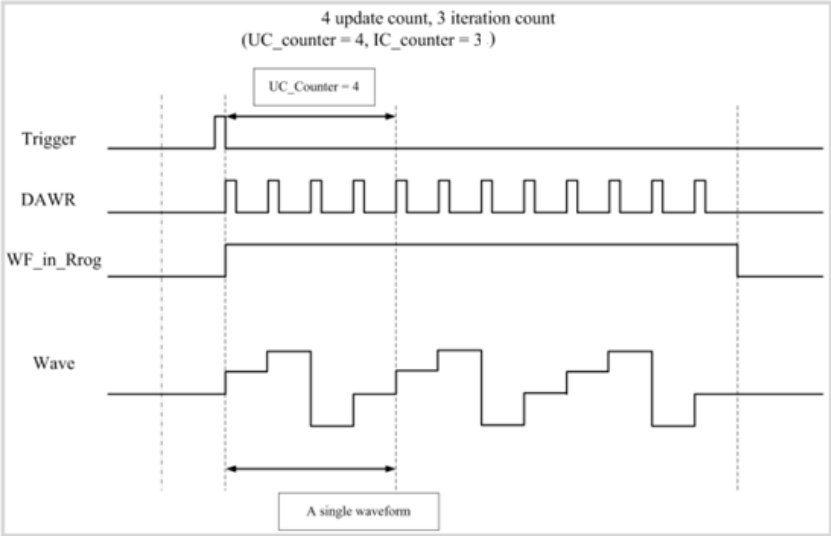 4 update count, 3 iteration count
(UC_counter = 4, IC_counter = 3 )
UC_Counter = 4
Trigger
DAWR
WF_in_Rrog
Wave
A single waveform